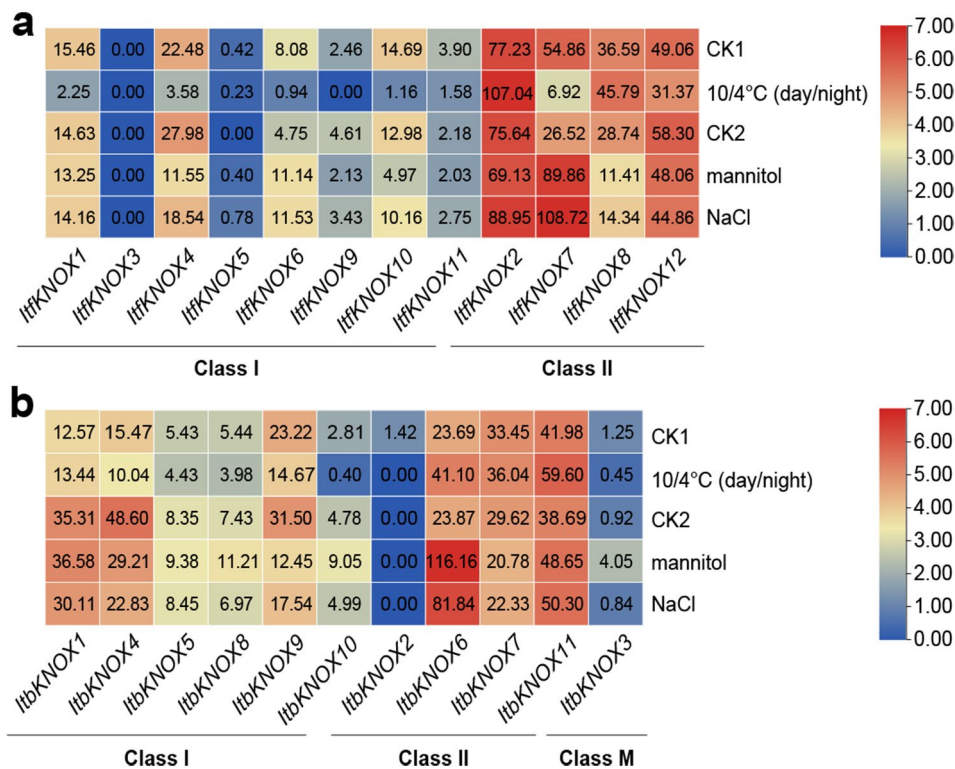 a
15.46 0.00 22.48 0.42 8.08 2.46 14.69 3.90 77.23 54.86 36.59 49.06 CK1
2.25 0.00 3.58 0.23 0.94 0.00 1.16 1.58 107.04 6.92 45.79 31.37 10/4°C (day/night)
14.63 0.00 27.98 0.00 4.75 4.61 12.98 2.18 75.64 26.52 28.74 58.30 CK2
13.25 0.00 11.55 0.40 11.14 2.13 4.97 2.03 69.13 89.86 11.41 48.06 mannitol
14.16 0.00 18.54 0.78 11.53 3.43 10.16 2.75 88.95 108.72 14.34 44.86 NaCl
ItfKNOX1 ItfKNOX3 ItfKNOX4 ItfKNOX5 ItfKNOX6 ItfKNOX9 ItfKNOX10 ItfKNOX11 ItfKNOX2 ItfKNOX7 ItfKNOX8 ItfKNOX12
Class I Class II
7.00
6.00
5.00
4.00
3.00
2.00
1.00
0.00
b
12.57 15.47 5.43 5.44 23.22 2.81 1.42 23.69 33.45 41.98 1.25 CK1
13.44 10.04 4.43 3.98 14.67 0.40 0.00 41.10 36.04 59.60 0.45 10/4°C (day/night)
35.31 48.60 8.35 7.43 31.50 4.78 0.00 23.87 29.62 38.69 0.92 CK2
36.58 29.21 9.38 11.21 12.45 9.05 0.00 116.16 20.78 48.65 4.05 mannitol
30.11 22.83 8.45 6.97 17.54 4.99 0.00 81.84 22.33 50.30 0.84 NaCl
ItbKNOX1 ItbKNOX4 ItbKNOX5 ItbKNOX8 ItbKNOX9 ItbKNOX10 ItbKNOX2 ItbKNOX6 ItbKNOX7 ItbKNOX11 ItbKNOX3
Class I Class II Class M
7.00
6.00
5.00
4.00
3.00
2.00
1.00
0.00